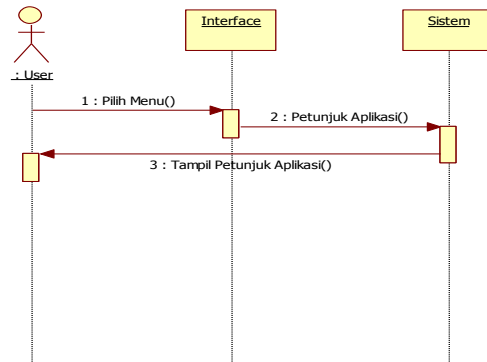 Interface
Sistem
: User
1 : Pilih Menu()
2 : Petunjuk Aplikasi()
3 : Tampil Petunjuk Aplikasi()